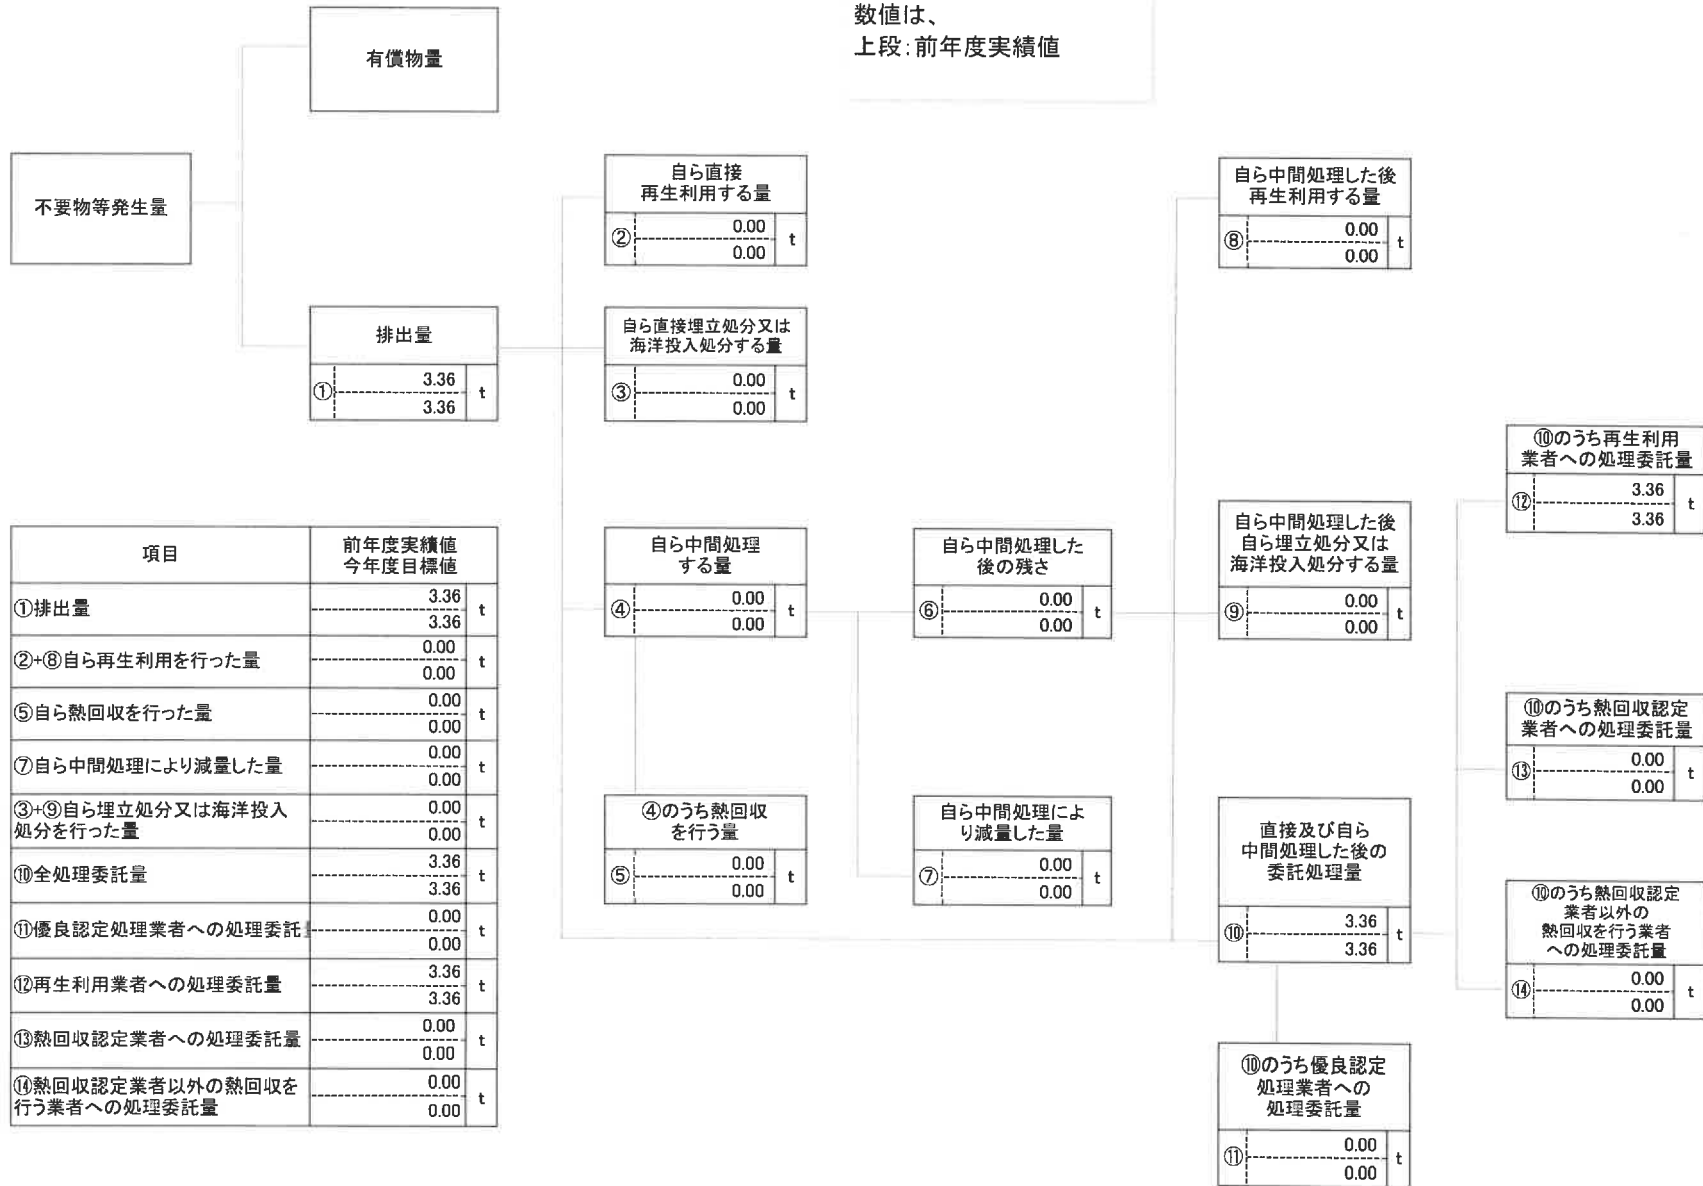 数値は、
上段:前年度実績値
有償物量
不要物等発生量
排出量
① 3.36 t
3.36
自ら直接
再生利用する量
② 0.00 t
0.00
自ら直接埋立処分又は
海洋投入処分する量
③ 0.00 t
0.00
自ら中間処理
する量
④ 0.00 t
0.00
④のうち熱回収
を行う量
⑤ 0.00 t
0.00
自ら中間処理した
後の残さ
⑥ 0.00 t
0.00
自ら中間処理によ
り減量した量
⑦ 0.00 t
0.00
自ら中間処理した後
再生利用する量
⑧ 0.00 t
0.00
自ら中間処理した後
自ら埋立処分又は
海洋投入処分する量
⑨ 0.00 t
0.00
直接及び自ら
中間処理した後の
委託処理量
⑩ 3.36 t
3.36
⑩のうち優良認定
処理業者への
処理委託量
⑪ 0.00 t
0.00
⑩のうち再生利用
業者への処理委託量
⑫ 3.36 t
3.36
⑩のうち熱回収認定
業者への処理委託量
⑬ 0.00 t
0.00
⑩のうち熱回収認定
業者以外の
熱回収を行う業者
への処理委託量
⑭ 0.00 t
0.00
項目 前年度実績値
今年度目標値
①排出量 3.36 t
3.36
②+⑧自ら再生利用を行った量 0.00 t
0.00
⑤自ら熱回収を行った量 0.00 t
0.00
⑦自ら中間処理により減量した量 0.00 t
0.00
③+⑨自ら埋立処分又は海洋投入
処分を行った量 0.00 t
0.00
⑩全処理委託量 3.36 t
3.36
⑪優良認定処理業者への処理委託 0.00 t
0.00
⑫再生利用業者への処理委託量 3.36 t
3.36
⑬熱回収認定業者への処理委託量 0.00 t
0.00
⑭熱回収認定業者以外の熱回収を
行う業者への処理委託量 0.00 t
0.00